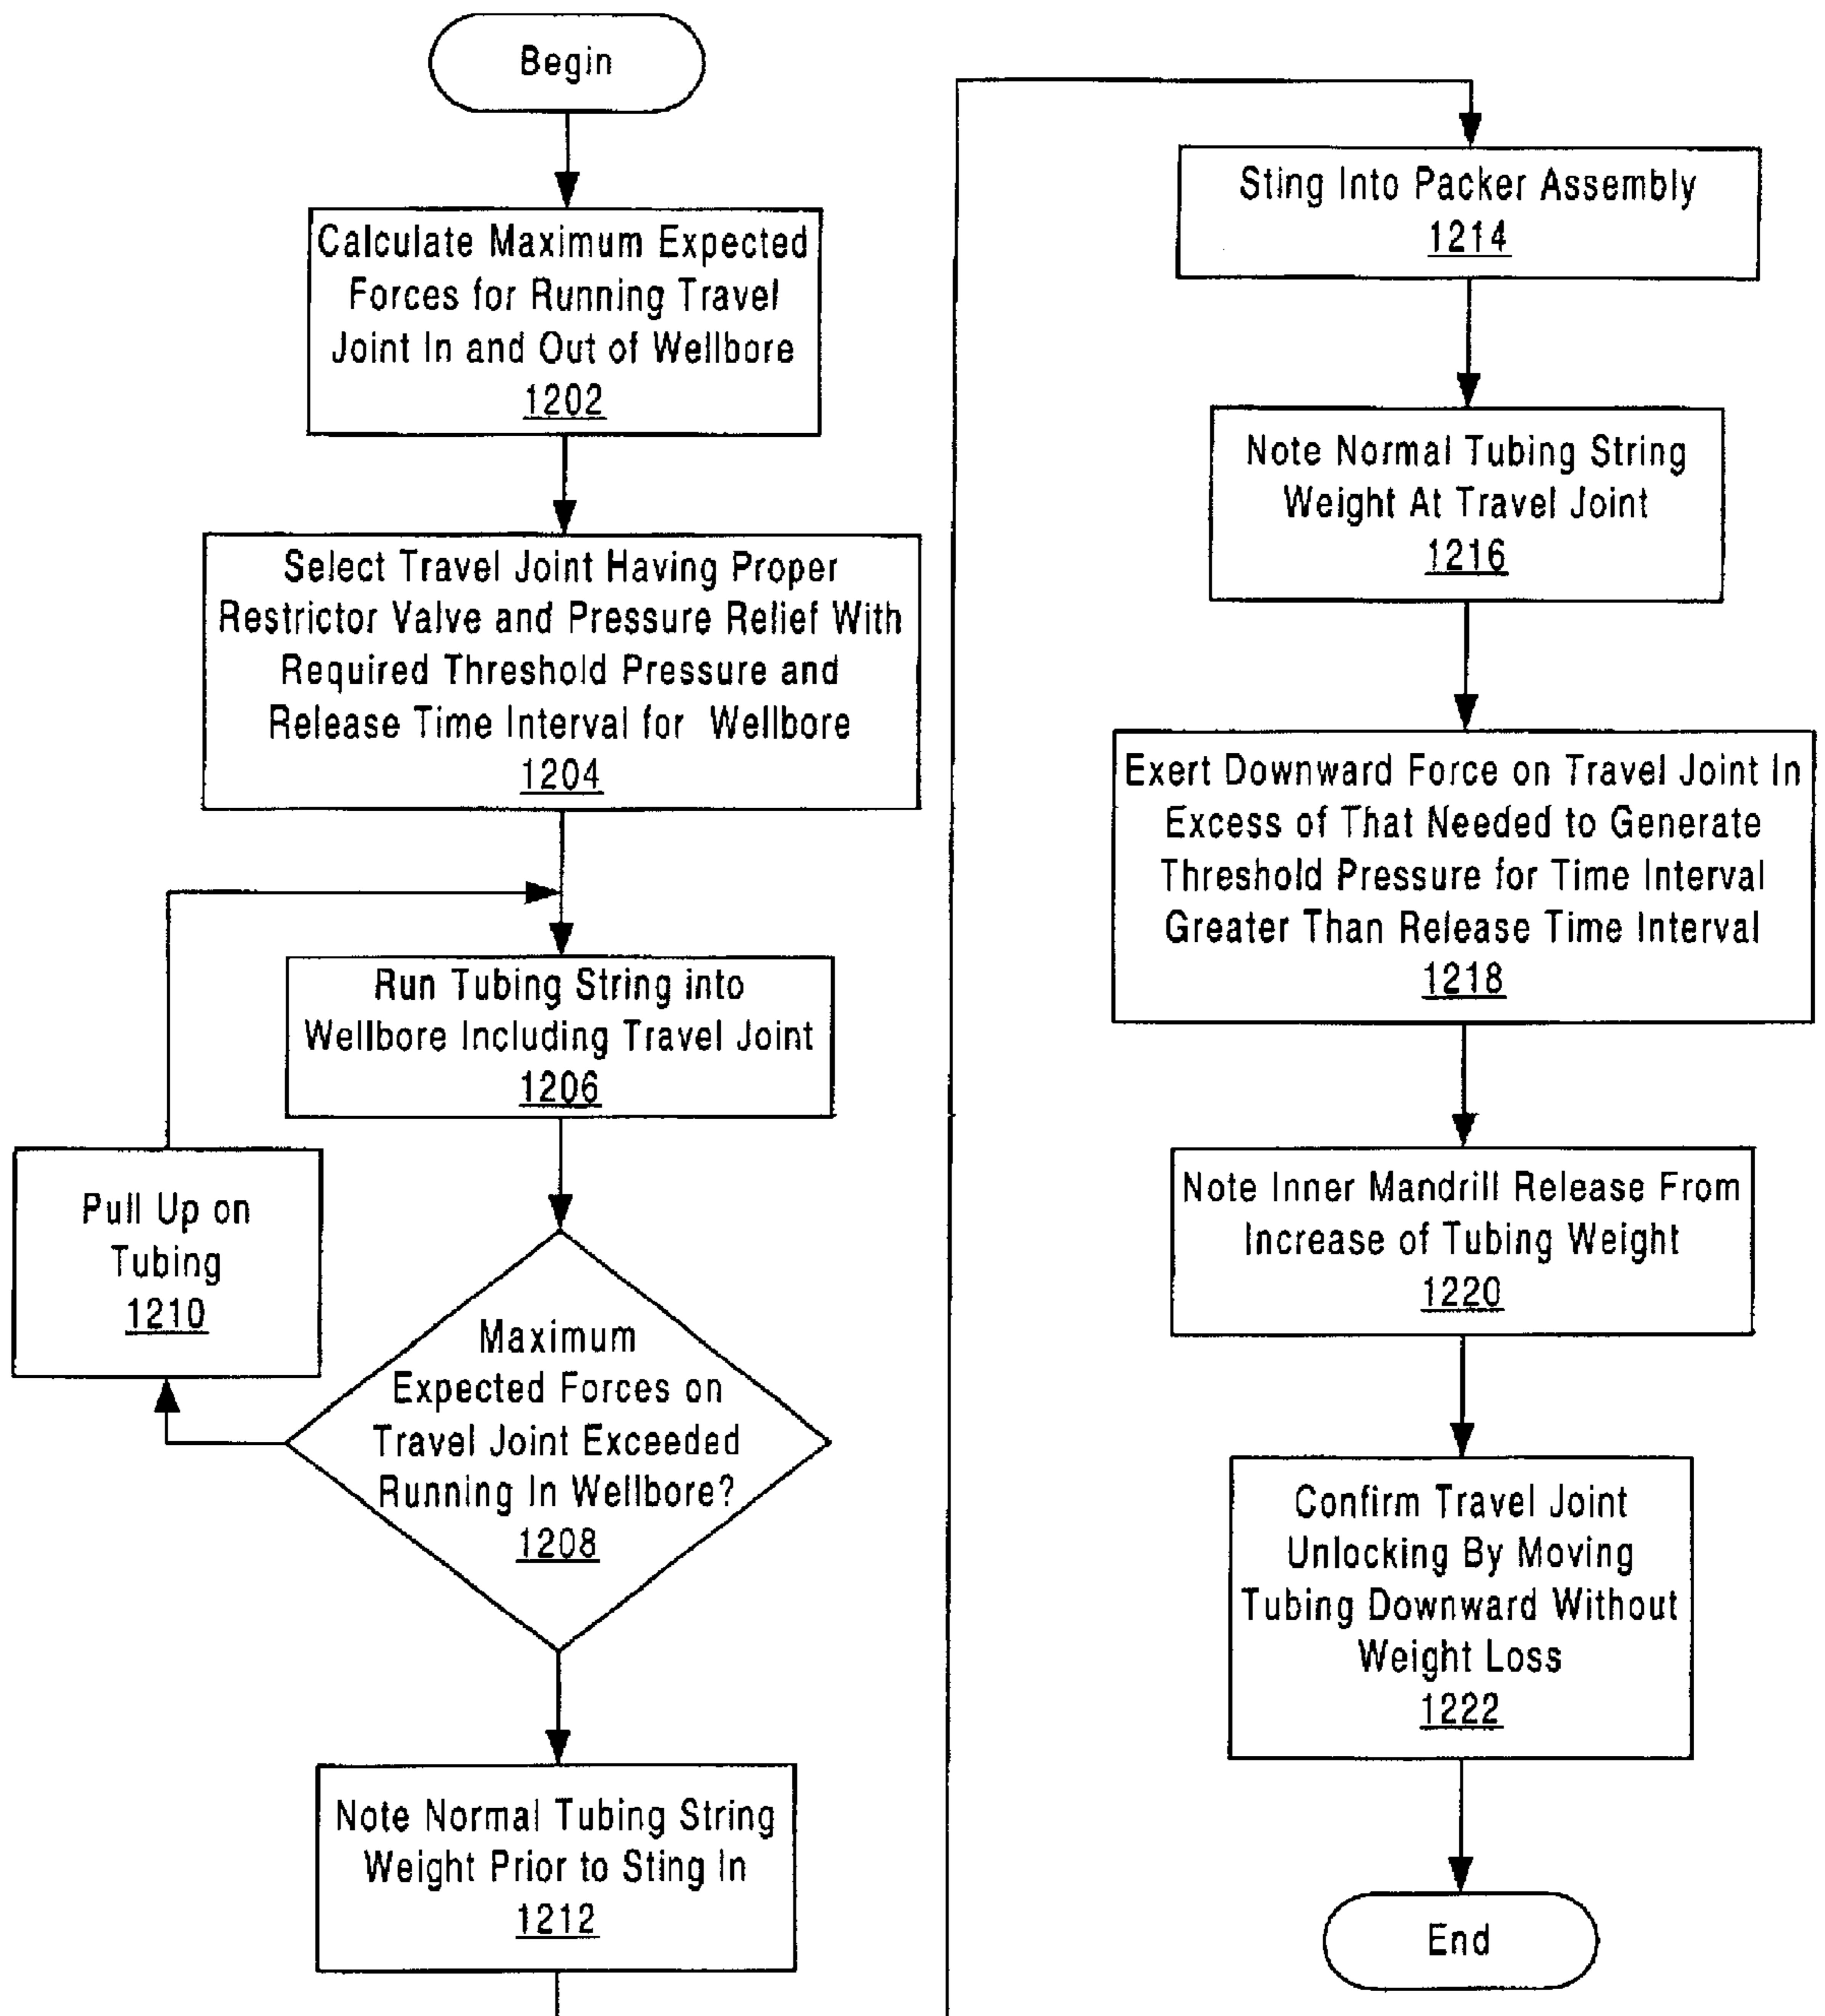 Begin
Calculate Maximum Expected
Forces for Running Travel
Joint In and Out of Wellbore
1202
Select Travel Joint Having Proper
Restrictor Valve and Pressure Relief With
Required Threshold Pressure and
Release Time Interval for Wellbore
1204
Run Tubing String into
Wellbore Including Travel Joint
1206
Pull Up on
Tubing
1210
Maximum
Expected Forces on
Travel Joint Exceeded
Running In Wellbore?
1208
Note Normal Tubing String
Weight Prior to Sting In
1212
Sting Into Packer Assembly
1214
Note Normal Tubing String
Weight At Travel Joint
1216
Exert Downward Force on Travel Joint In
Excess of That Needed to Generate
Threshold Pressure for Time Interval
Greater Than Release Time Interval
1218
Note Inner Mandrill Release From
Increase of Tubing Weight
1220
Confirm Travel Joint
Unlocking By Moving
Tubing Downward Without
Weight Loss
1222
End